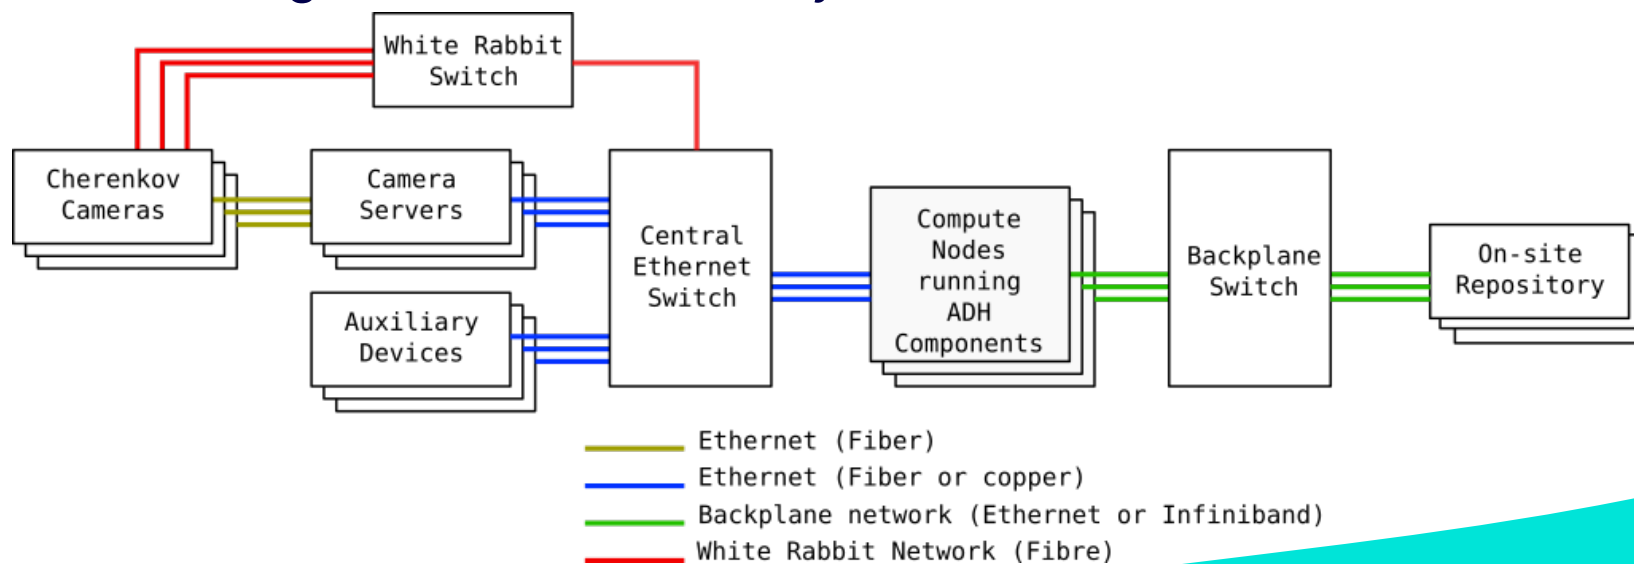 White Rabbit
Switch
Cherenkov
Cameras
Camera
Servers
Auxiliary
Devices
Central
Ethernet
Switch
Compute
Nodes
running
ADH
Components
Backplane
Switch
On-site
Repository
Ethernet (Fiber)
Ethernet (Fiber or copper)
Backplane network (Ethernet or Infiniband)
White Rabbit Network (Fibre)